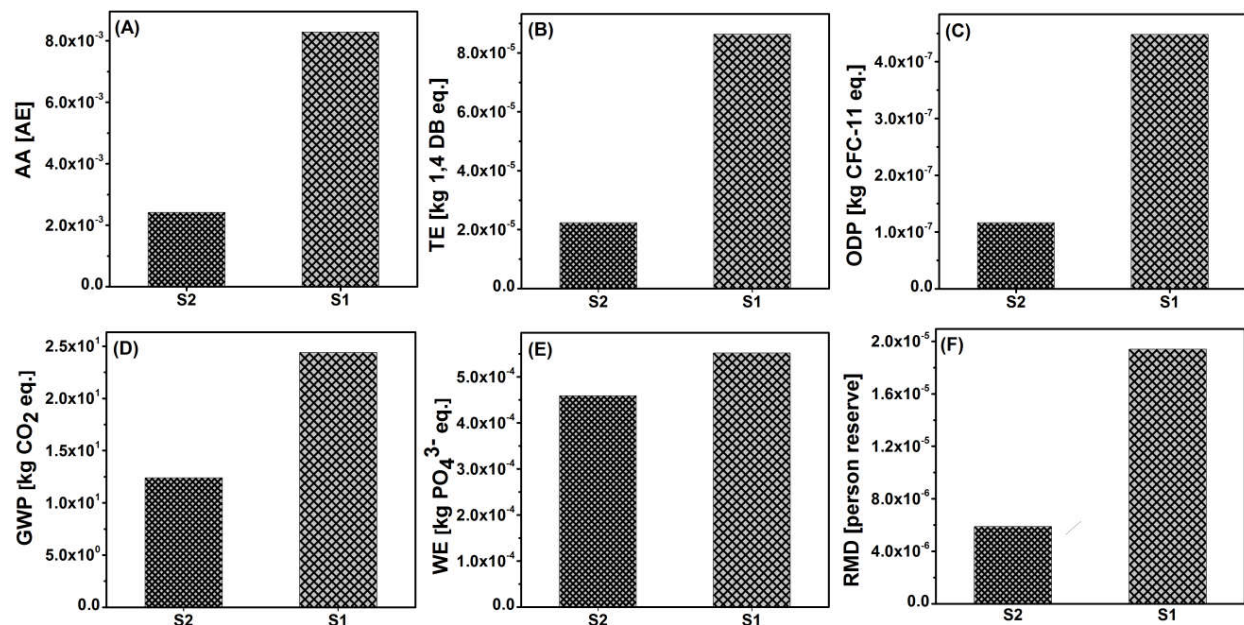 (A)
AA [AE]
8.0x10⁻³
6.0x10⁻³
4.0x10⁻³
2.0x10⁻³
0.0
S2 S1
(B)
TE [kg 1,4 DB eq.]
8.0x10⁻⁵
6.0x10⁻⁵
4.0x10⁻⁵
2.0x10⁻⁵
0.0
S2 S1
(C)
ODP [kg CFC-11 eq.]
4.0x10⁻⁷
3.0x10⁻⁷
2.0x10⁻⁷
1.0x10⁻⁷
0.0
S2 S1
(D)
GWP [kg CO₂ eq.]
2.5x10¹
2.0x10¹
1.5x10¹
1.0x10¹
5.0x10⁰
0.0
S2 S1
(E)
WE [kg PO₄³⁻ eq.]
5.0x10⁻⁴
4.0x10⁻⁴
3.0x10⁻⁴
2.0x10⁻⁴
1.0x10⁻⁴
0.0
S2 S1
(F)
RMD [person reserve]
2.0x10⁻⁵
1.6x10⁻⁵
1.2x10⁻⁵
8.0x10⁻⁶
4.0x10⁻⁶
0.0
S2 S1